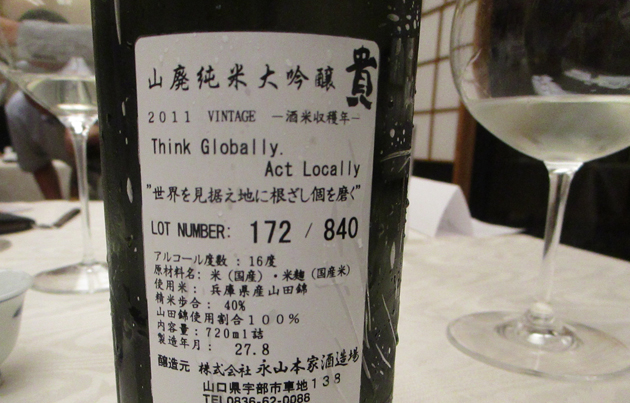 山廃純米大吟醸 貴
2011 VINTAGE ー酒米収穫年ー
Think Globally.
Act Locally
"世界を見据え地に根ざし個を磨く"
LOT NUMBER: 172 / 840
アルコール度数 : 16度
原材料名: 米 (国産) ・米麹 (国産米)
使用米: 兵庫県産山田錦
精米歩合: 40%
山田錦使用割合100%
内容量: 720ml詰
製造年月: 27.8
醸造元 株式会社 永山本家酒造場
山口県宇部市車地138
TEL0836-62-0088